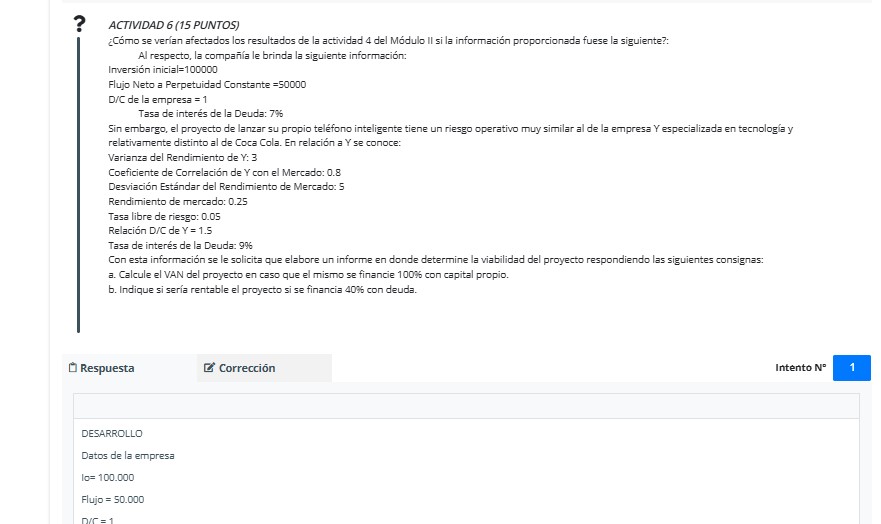 ?
ACTIVIDAD 6 (15 PUNTOS)
¿Cómo se verían afectados los resultados de la actividad 4 del Módulo II si la información proporcionada fuese la siguiente?:
Al respecto, la compañía le brinda la siguiente información:
Inversión inicial=100000
Flujo Neto a Perpetuidad Constante =50000
D/C de la empresa = 1
Tasa de interés de la Deuda: 7%
Sin embargo, el proyecto de lanzar su propio teléfono inteligente tiene un riesgo operativo muy similar al de la empresa Y especializada en tecnología y
relativamente distinto al de Coca Cola. En relación a Y se conoce:
Varianza del Rendimiento de Y: 3
Coeficiente de Correlación de Y con el Mercado: 0.8
Desviación Estándar del Rendimiento de Mercado: 5
Rendimiento de mercado: 0.25
Tasa libre de riesgo: 0.05
Relación D/C de Y = 1.5
Tasa de interés de la Deuda: 9%
Con esta información se le solicita que elabore un informe en donde determine la viabilidad del proyecto respondiendo las siguientes consignas:
a. Calcule el VAN del proyecto en caso que el mismo se financie 100% con capital propio.
b. Indique si sería rentable el proyecto si se financia 40% con deuda.
Respuesta Corrección Intento N° 1
DESARROLLO
Datos de la empresa
Io= 100.000
Flujo = 50.000
D/C = 1